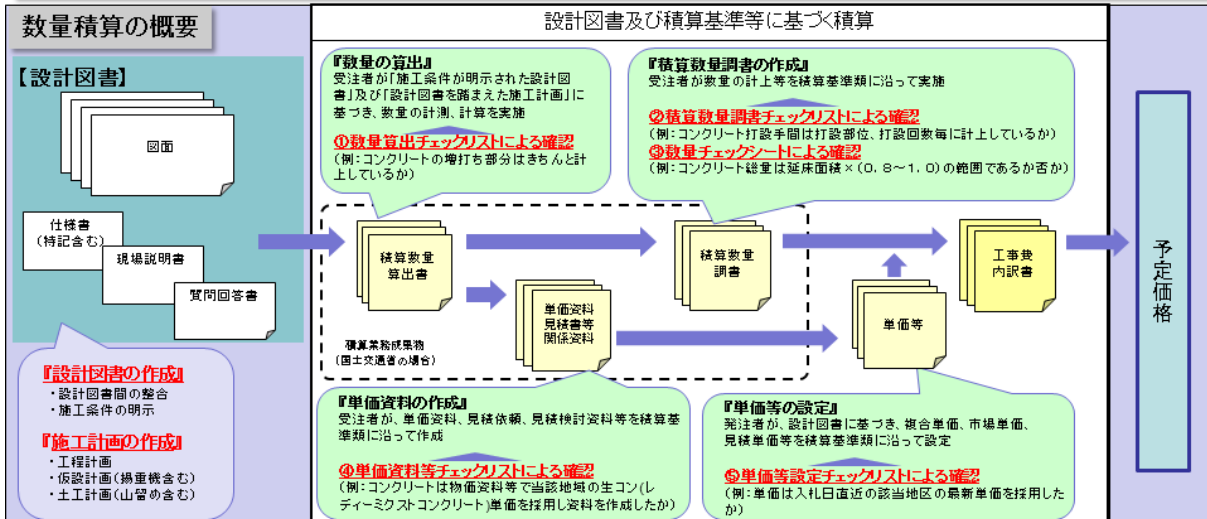 数量積算の概要
設計図書及び積算基準等に基づく積算
【設計図書】
図面
仕様書
(特記含む)
現場説明書
質問回答書
『設計図書の作成』
・設計図書間の整合
・施工条件の明示
『施工計画の作成』
・工程計画
・仮設計画(揚重機含む)
・土工計画(山留の含む)
『数量の算出』
受注者が「施工条件が明示された設計図
書」及び「設計図書を踏まえた施工計画」に
基づき、数量の計測、計算を実施
①数量算出チェックリストによる確認
(例:コンクリートの増打ち部分はきちんと計
上しているか)
『積算数量調書の作成』
受注者が数量の計上等を積算基準類に沿って実施
②積算数量調書チェックリストによる確認
(例:コンクリート打設手間は打設部位、打設回数毎に計上しているか)
③数量チェックシートによる確認
(例:コンクリート総量は延床面積×(0.8~1.0)の範囲であるか否か)
積算数量
算出書
積算数量
調書
工事費
内訳書
単価資料
見積書等
関係資料
単価等
積算業務成果物
(国土交通省の場合)
『単価資料の作成』
受注者が、単価資料、見積依頼、見積検討資料等を積算基
準類に沿って作成
④単価資料等チェックリストによる確認
(例:コンクリートは物価資料等で当該地域の生コン(レ
ディーミクストコンクリート)単価を採用し資料を作成したか)
『単価等の設定』
発注者が、設計図書に基づき、複合単価、市場単価、
見積単価等を積算基準類に沿って設定
⑤単価等設定チェックリストによる確認
(例:単価は入札日直近の該当地区の最新単価を採用した
か)
予定価格